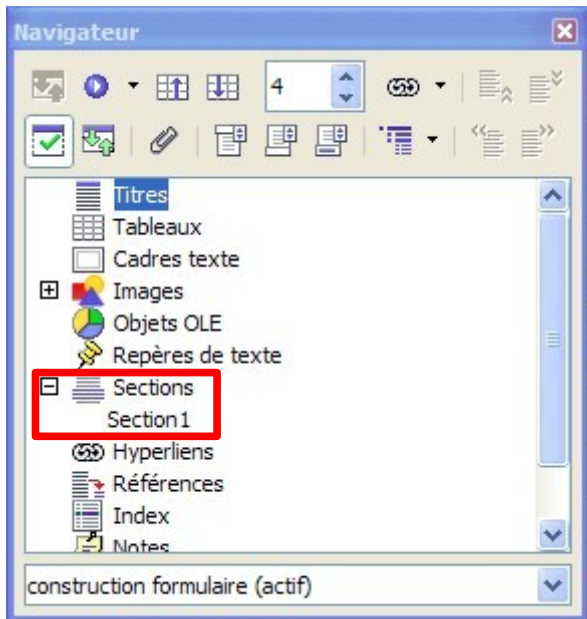 Navigateur
4
Titres
Tableaux
Cadres texte
Images
Objets OLE
Repères de texte
Sections
Section1
Hyperliens
Références
Index
Notes
construction formulaire (actif)